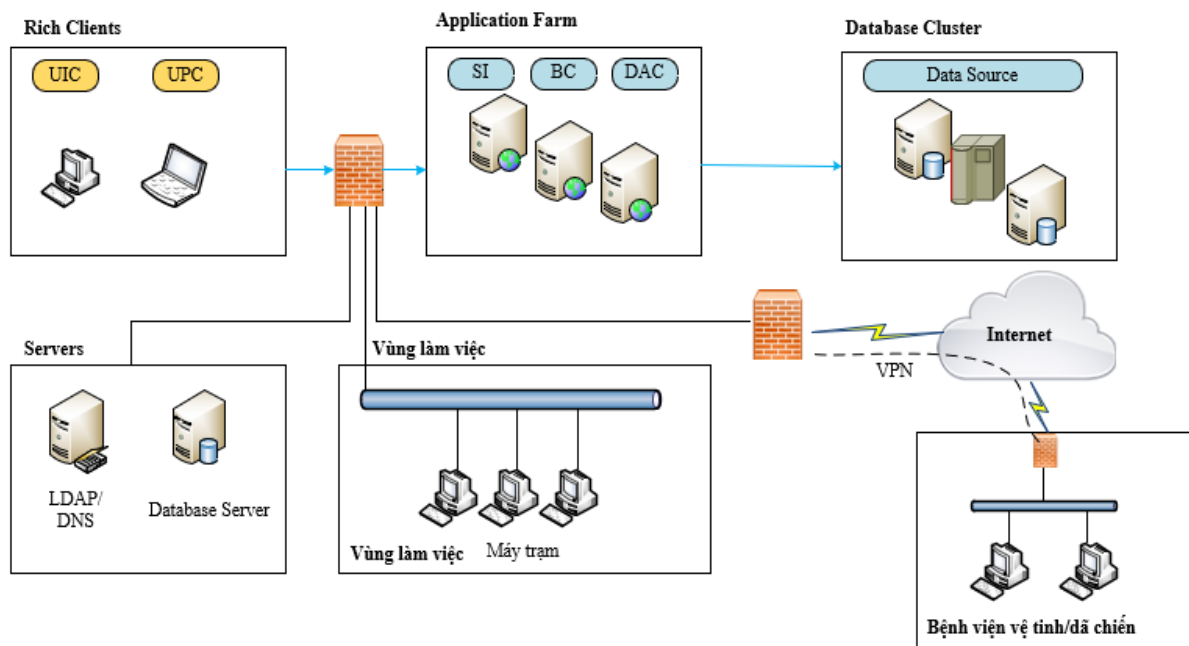 Rich Clients
Application Farm
Database Cluster
UIC
UPC
SI
BC
DAC
Data Source
Servers
Vùng làm việc
Internet
VPN
LDAP/
DNS
Database Server
Vùng làm việc
Máy trạm
Bệnh viện vệ tinh/dã chiến